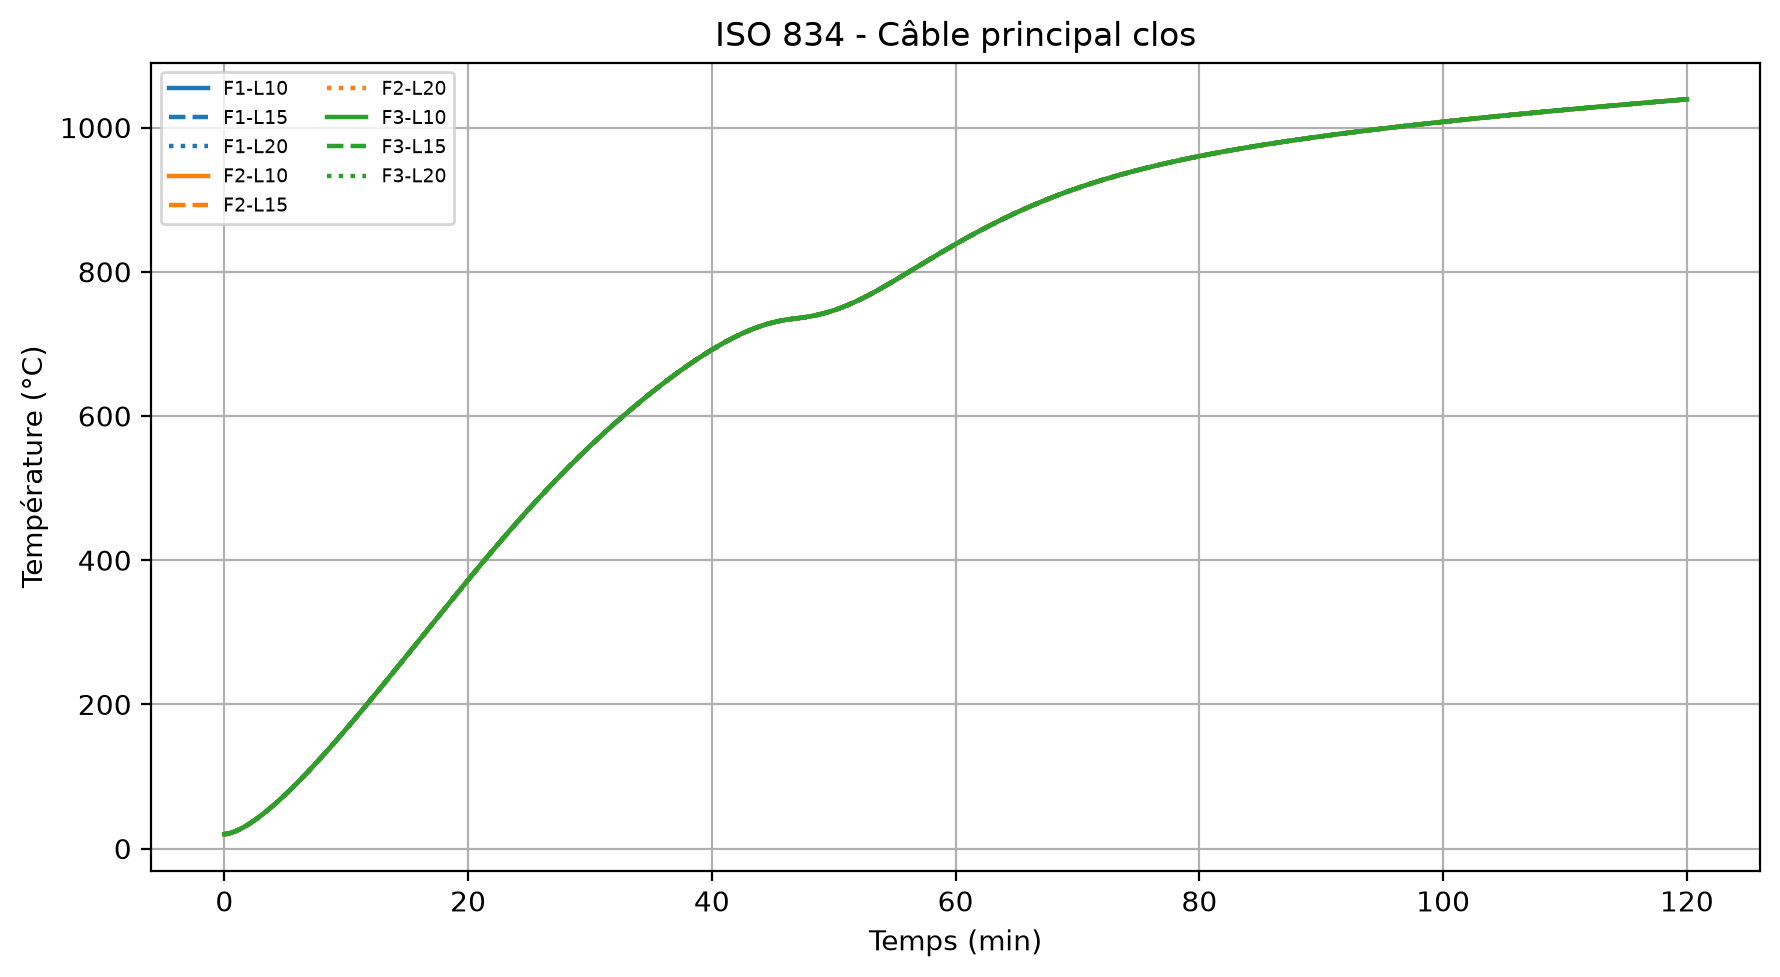 ISO 834 - Câble principal clos
F1-L10
F1-L15
F1-L20
F2-L10
F2-L15
F2-L20
F3-L10
F3-L15
F3-L20
1000
800
600
400
200
0
Température (°C)
0 20 40 60 80 100 120
Temps (min)